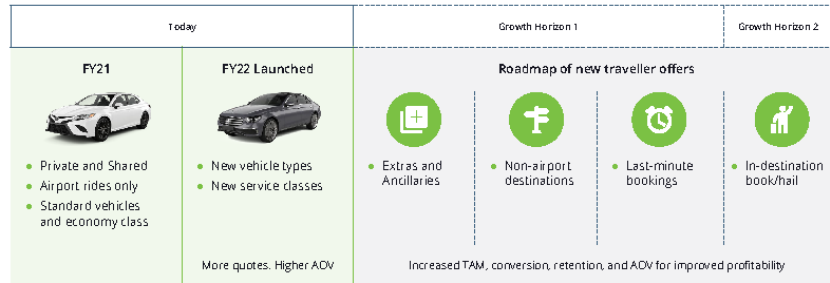 Today
Growth Horizon 1
Growth Horizon 2
FY21
Private and Shared
Airport rides only
Standard vehicles
and economy class
FY22 Launched
New vehicle types
New service classes
More quotes. Higher AOV
Roadmap of new traveller offers
Extras and
Ancillaries
Non-airport
destinations
Last-minute
bookings
In-destination
book/hail
Increased TAM, conversion, retention, and AOV for improved profitability